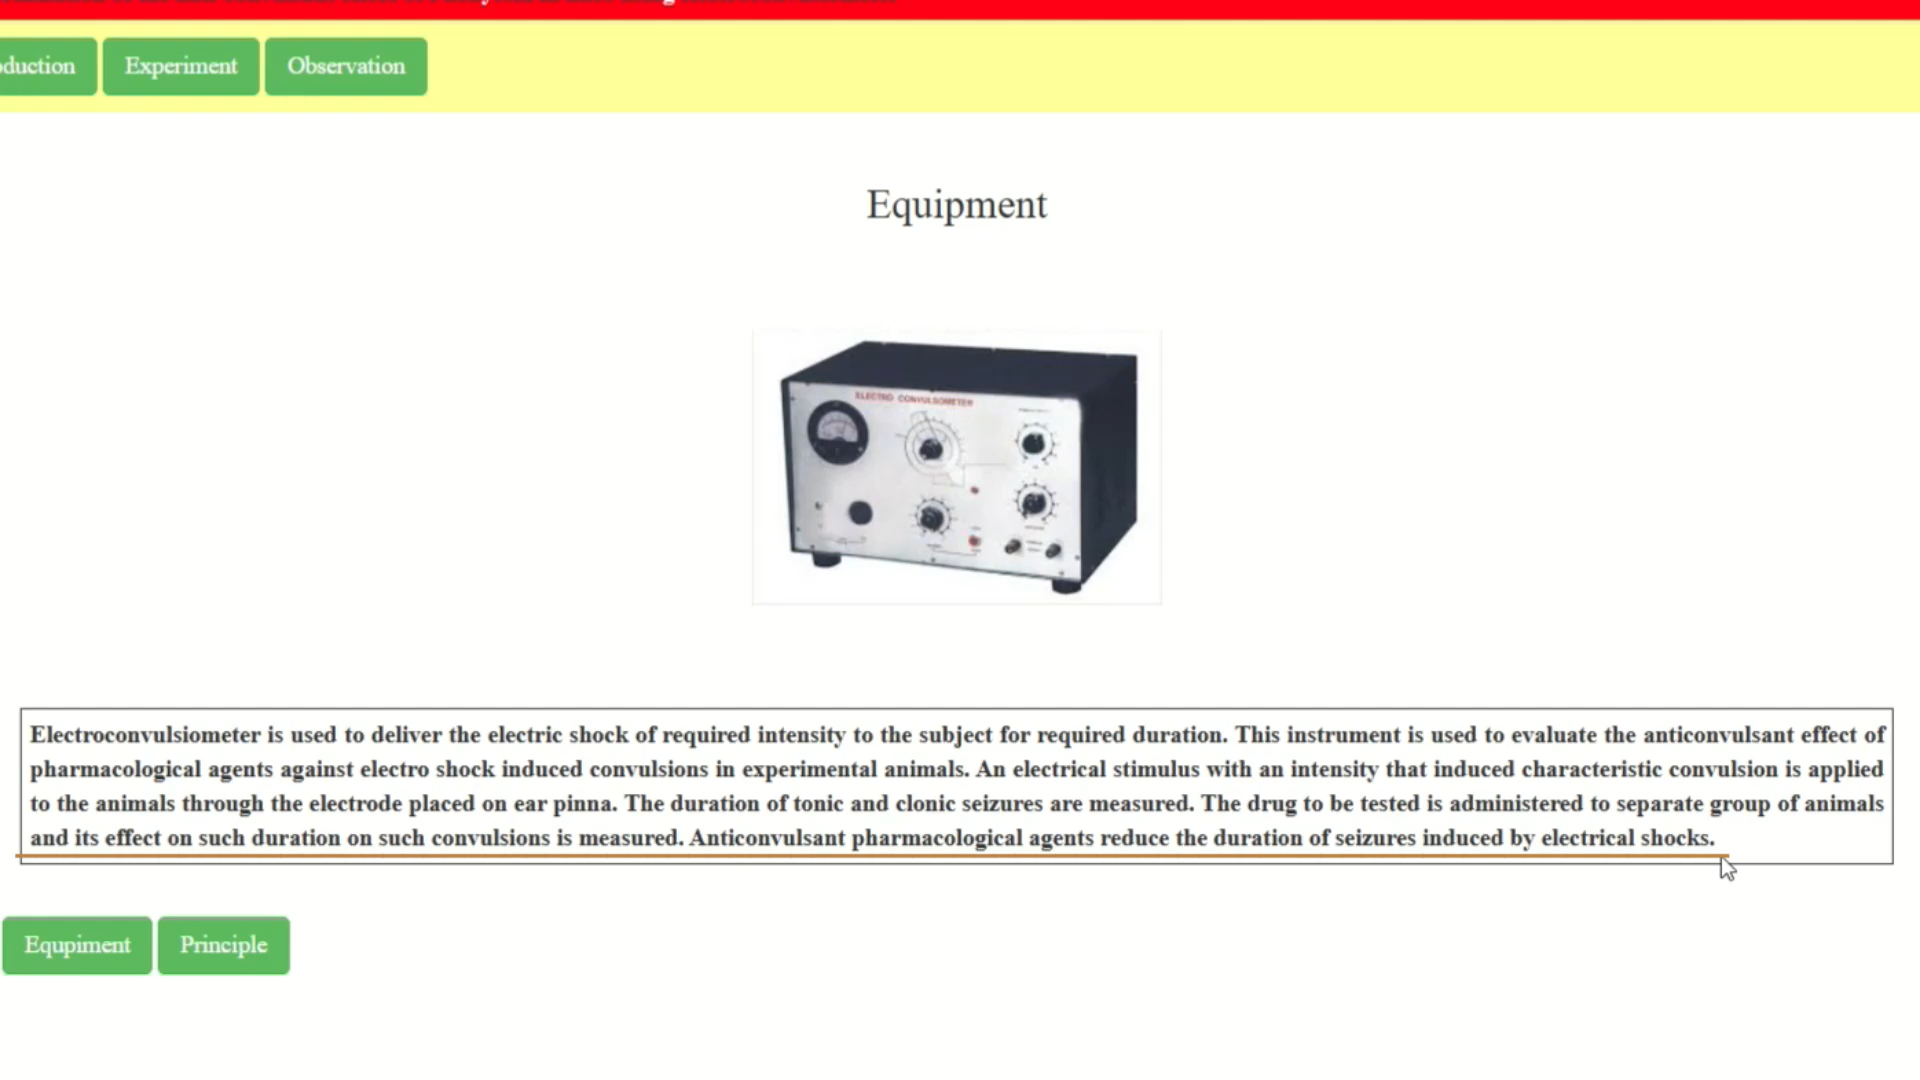 oduction Experiment Observation
Equipment
ELECTRO CONVULSOMETER
Electroconvulsiometer is used to deliver the electric shock of required intensity to the subject for required duration. This instrument is used to evaluate the anticonvulsant effect of
pharmacological agents against electro shock induced convulsions in experimental animals. An electrical stimulus with an intensity that induced characteristic convulsion is applied
to the animals through the electrode placed on ear pinna. The duration of tonic and clonic seizures are measured. The drug to be tested is administered to separate group of animals
and its effect on such duration on such convulsions is measured. Anticonvulsant pharmacological agents reduce the duration of seizures induced by electrical shocks.
Equpiment Principle